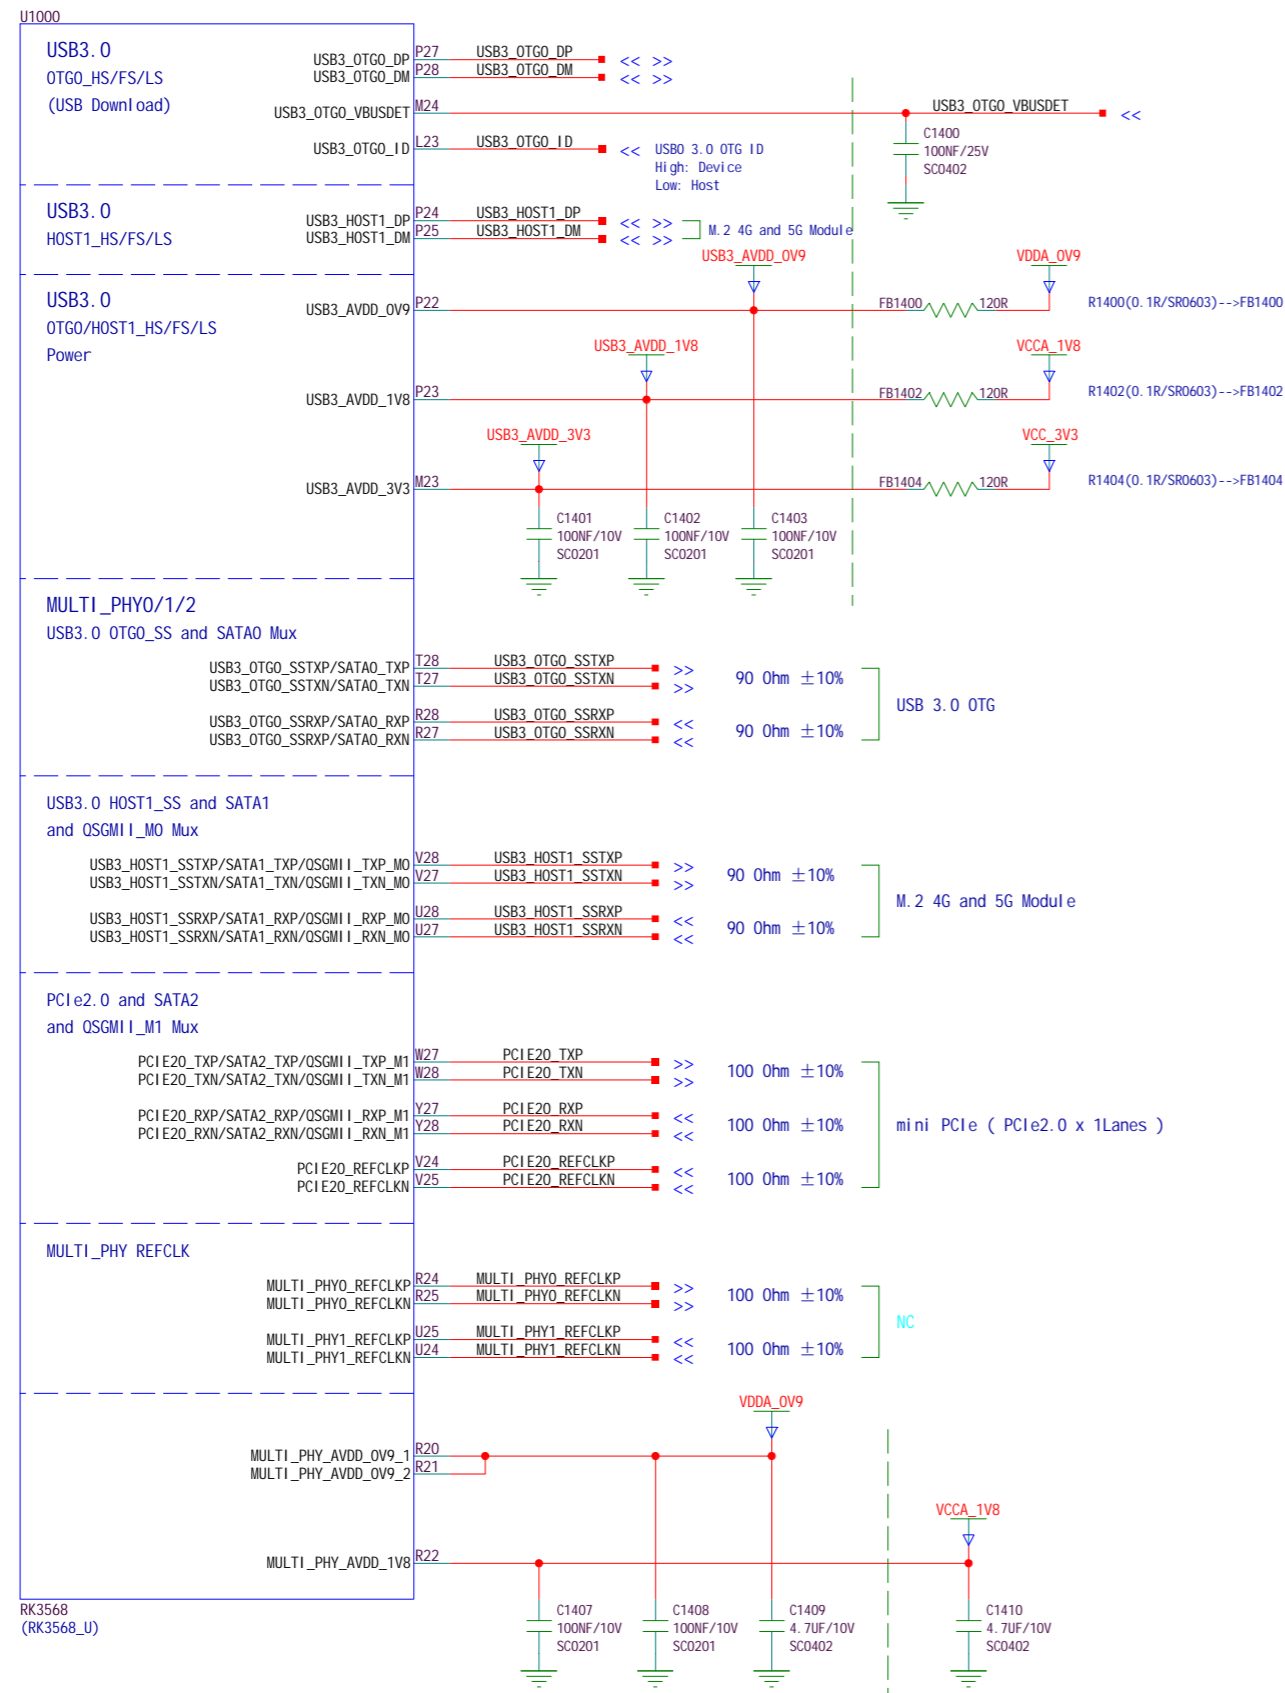 U1000
USB3.0
OTG0_HS/FS/LS
(USB Download)
USB3_OTG0_DP P27 USB3_OTG0_DP << >>
USB3_OTG0_DM P28 USB3_OTG0_DM << >>
USB3_OTG0_VBUSDET M24 USB3_OTG0_VBUSDET <<
C1400
100NF/25V
SC0402
USB3_OTG0_ID L23 USB3_OTG0_ID << USB0 3.0 OTG ID
High: Device
Low: Host
USB3.0
HOST1_HS/FS/LS
USB3_HOST1_DP P24 USB3_HOST1_DP << >>
USB3_HOST1_DM P25 USB3_HOST1_DM << >>
M.2 4G and 5G Module
USB3.0
OTG0/HOST1_HS/FS/LS
Power
USB3_AVDD_0V9 VDDA_0V9
USB3_AVDD_0V9 P22 FB1400 120R R1400(0.1R/SR0603)-->FB1400
USB3_AVDD_1V8 VCCA_1V8
USB3_AVDD_1V8 P23 FB1402 120R R1402(0.1R/SR0603)-->FB1402
USB3_AVDD_3V3 VCC_3V3
USB3_AVDD_3V3 M23 FB1404 120R R1404(0.1R/SR0603)-->FB1404
C1401 C1402 C1403
100NF/10V 100NF/10V 100NF/10V
SC0201 SC0201 SC0201
MULTI_PHY0/1/2
USB3.0 OTG0_SS and SATA0 Mux
USB3_OTG0_SSTXP/SATA0_TXP T28 USB3_OTG0_SSTXP >>
USB3_OTG0_SSTXN/SATA0_TXN T27 USB3_OTG0_SSTXN >>
90 Ohm ±10%
USB3_OTG0_SSRXP/SATA0_RXP R28 USB3_OTG0_SSRXP <<
USB3_OTG0_SSRXP/SATA0_RXN R27 USB3_OTG0_SSRXN <<
90 Ohm ±10%
USB 3.0 OTG
USB3.0 HOST1_SS and SATA1
and QSGMII_M0 Mux
USB3_HOST1_SSTXP/SATA1_TXP/QSGMII_TXP_M0 V28 USB3_HOST1_SSTXP >>
USB3_HOST1_SSTXN/SATA1_TXN/QSGMII_TXN_M0 V27 USB3_HOST1_SSTXN >>
90 Ohm ±10%
USB3_HOST1_SSRXP/SATA1_RXP/QSGMII_RXP_M0 U28 USB3_HOST1_SSRXP <<
USB3_HOST1_SSRXN/SATA1_RXN/QSGMII_RXN_M0 U27 USB3_HOST1_SSRXN <<
90 Ohm ±10%
M.2 4G and 5G Module
PCIe2.0 and SATA2
and QSGMII_M1 Mux
PCIE20_TXP/SATA2_TXP/QSGMII_TXP_M1 W27 PCIE20_TXP >>
PCIE20_TXN/SATA2_TXN/QSGMII_TXN_M1 W28 PCIE20_TXN >>
100 Ohm ±10%
PCIE20_RXP/SATA2_RXP/QSGMII_RXP_M1 Y27 PCIE20_RXP <<
PCIE20_RXN/SATA2_RXN/QSGMII_RXN_M1 Y28 PCIE20_RXN <<
100 Ohm ±10%
mini PCIe ( PCIe2.0 x 1Lanes )
PCIE20_REFCLKP V24 PCIE20_REFCLKP <<
PCIE20_REFCLKN V25 PCIE20_REFCLKN <<
100 Ohm ±10%
MULTI_PHY REFCLK
MULTI_PHY0_REFCLKP R24 MULTI_PHY0_REFCLKP >>
MULTI_PHY0_REFCLKN R25 MULTI_PHY0_REFCLKN >>
100 Ohm ±10%
NC
MULTI_PHY1_REFCLKP U25 MULTI_PHY1_REFCLKP <<
MULTI_PHY1_REFCLKN U24 MULTI_PHY1_REFCLKN <<
100 Ohm ±10%
VDDA_0V9
MULTI_PHY_AVDD_0V9_1 R20
MULTI_PHY_AVDD_0V9_2 R21
VCCA_1V8
MULTI_PHY_AVDD_1V8 R22
C1407 C1408 C1409 C1410
100NF/10V 100NF/10V 4.7UF/10V 4.7UF/10V
SC0201 SC0201 SC0402 SC0402
RK3568
(RK3568_U)